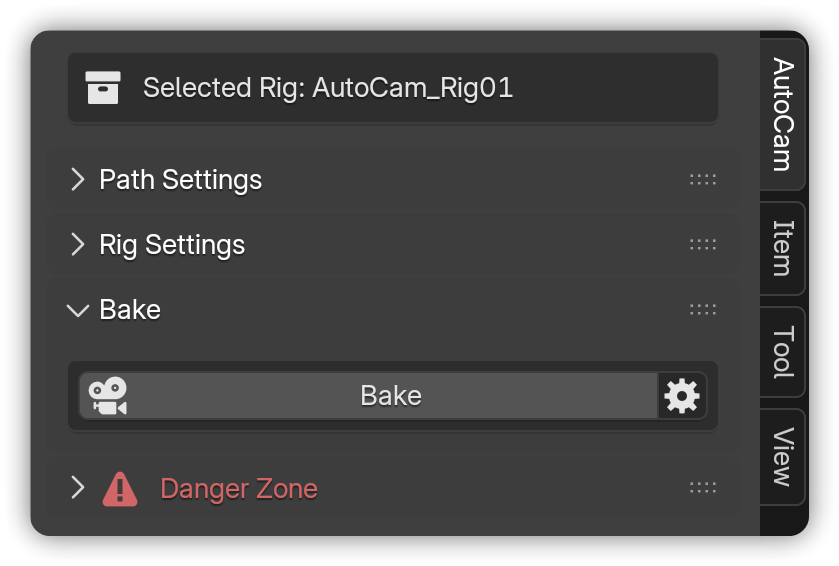 Selected Rig: AutoCam_Rig01
Path Settings
Rig Settings
Bake
Bake
Danger Zone
AutoCam
Item
Tool
View